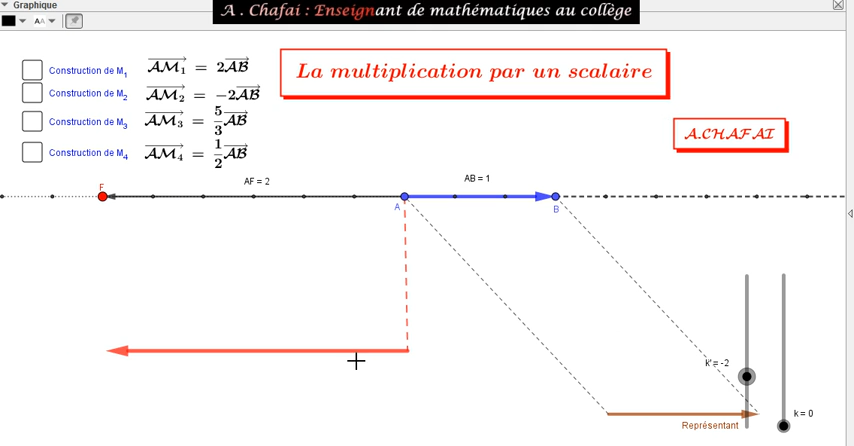 Graphique
A . Chafai : Enseignant de mathématiques au collège
AA
La multiplication par un scalaire
A.CHAFAI
Construction de M₁ AM₁ = 2AB
Construction de M₂ AM₂ = −2AB
Construction de M₃ AM₃ = 5/3 AB
Construction de M₄ AM₄ = 1/2 AB
F
AF = 2
A
AB = 1
B
k' = -2
k = 0
Représentant